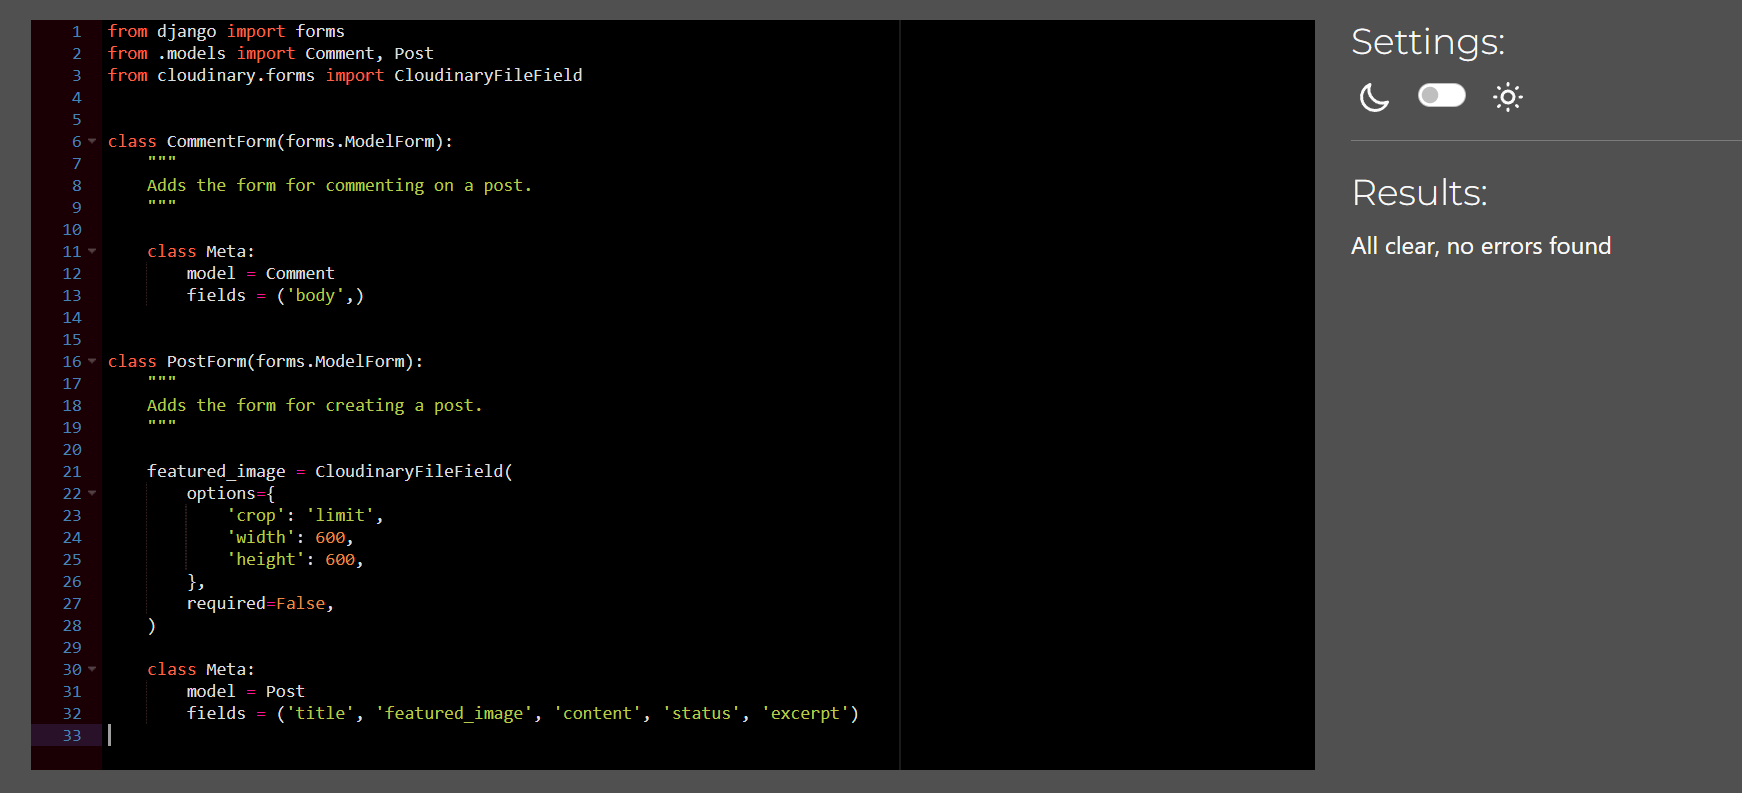 1 from django import forms
2 from .models import Comment, Post
3 from cloudinary.forms import CloudinaryFileField
4
5
6 class CommentForm(forms.ModelForm):
7     """
8     Adds the form for commenting on a post.
9     """
10
11     class Meta:
12         model = Comment
13         fields = ('body',)
14
15
16 class PostForm(forms.ModelForm):
17     """
18     Adds the form for creating a post.
19     """
20
21     featured_image = CloudinaryFileField(
22         options={
23             'crop': 'limit',
24             'width': 600,
25             'height': 600,
26         },
27         required=False,
28     )
29
30     class Meta:
31         model = Post
32         fields = ('title', 'featured_image', 'content', 'status', 'excerpt')
33
Settings:
Results:
All clear, no errors found